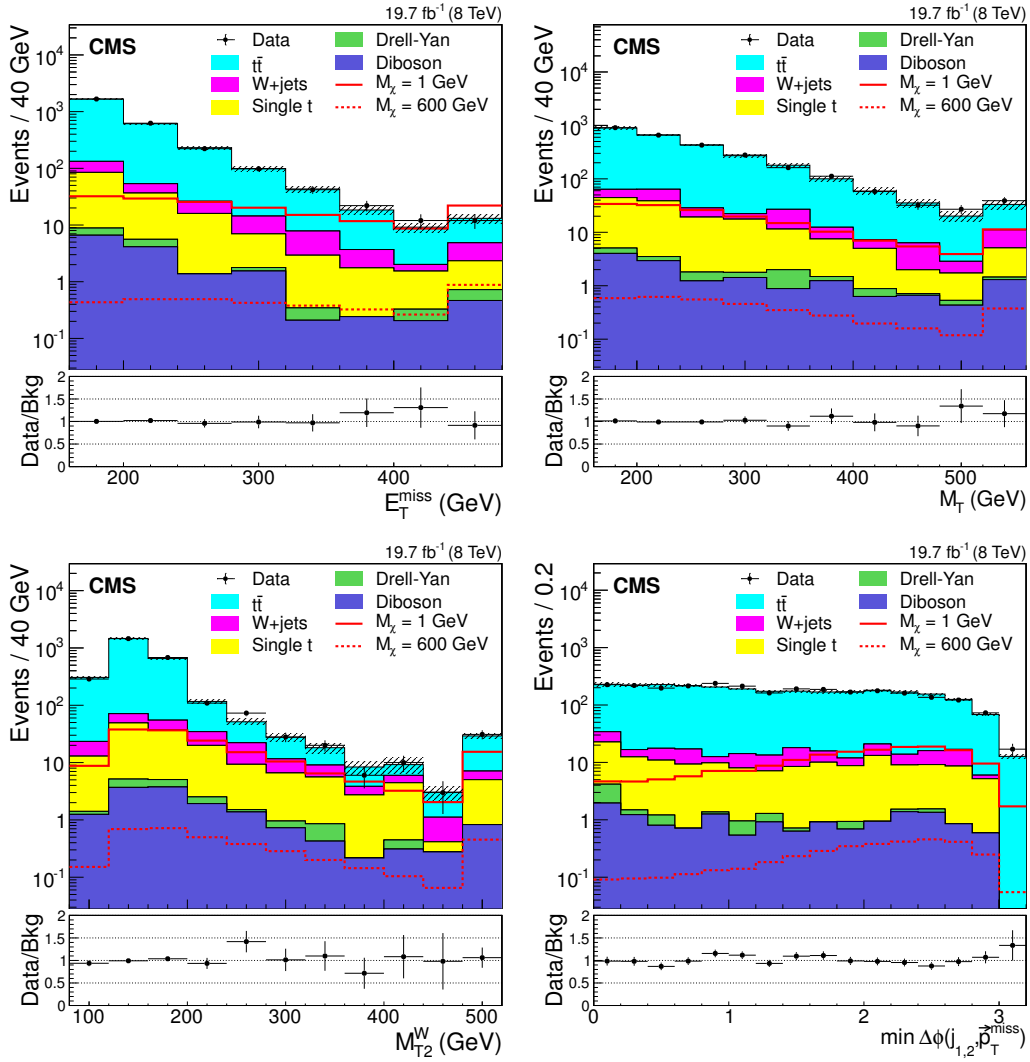 19.7 fb⁻¹ (8 TeV)
CMS
Data
tt̄
W+jets
Single t
Drell-Yan
Diboson
M_χ = 1 GeV
M_χ = 600 GeV
Events / 40 GeV
10⁴
10³
10²
10
1
10⁻¹
Data/Bkg
2
1.5
1
0.5
0
200 300 400
E_T^miss (GeV)
19.7 fb⁻¹ (8 TeV)
CMS
Data
tt̄
W+jets
Single t
Drell-Yan
Diboson
M_χ = 1 GeV
M_χ = 600 GeV
Events / 40 GeV
10⁴
10³
10²
10
1
10⁻¹
Data/Bkg
2
1.5
1
0.5
0
200 300 400 500
M_T (GeV)
19.7 fb⁻¹ (8 TeV)
CMS
Data
tt̄
W+jets
Single t
Drell-Yan
Diboson
M_χ = 1 GeV
M_χ = 600 GeV
Events / 40 GeV
10⁴
10³
10²
10
1
10⁻¹
Data/Bkg
2
1.5
1
0.5
0
100 200 300 400 500
M_T2^W (GeV)
19.7 fb⁻¹ (8 TeV)
CMS
Data
tt̄
W+jets
Single t
Drell-Yan
Diboson
M_χ = 1 GeV
M_χ = 600 GeV
Events / 0.2
10⁴
10³
10²
10
1
10⁻¹
Data/Bkg
2
1.5
1
0.5
0
0 1 2 3
min Δϕ(j_1,2,p⃗_T^miss)